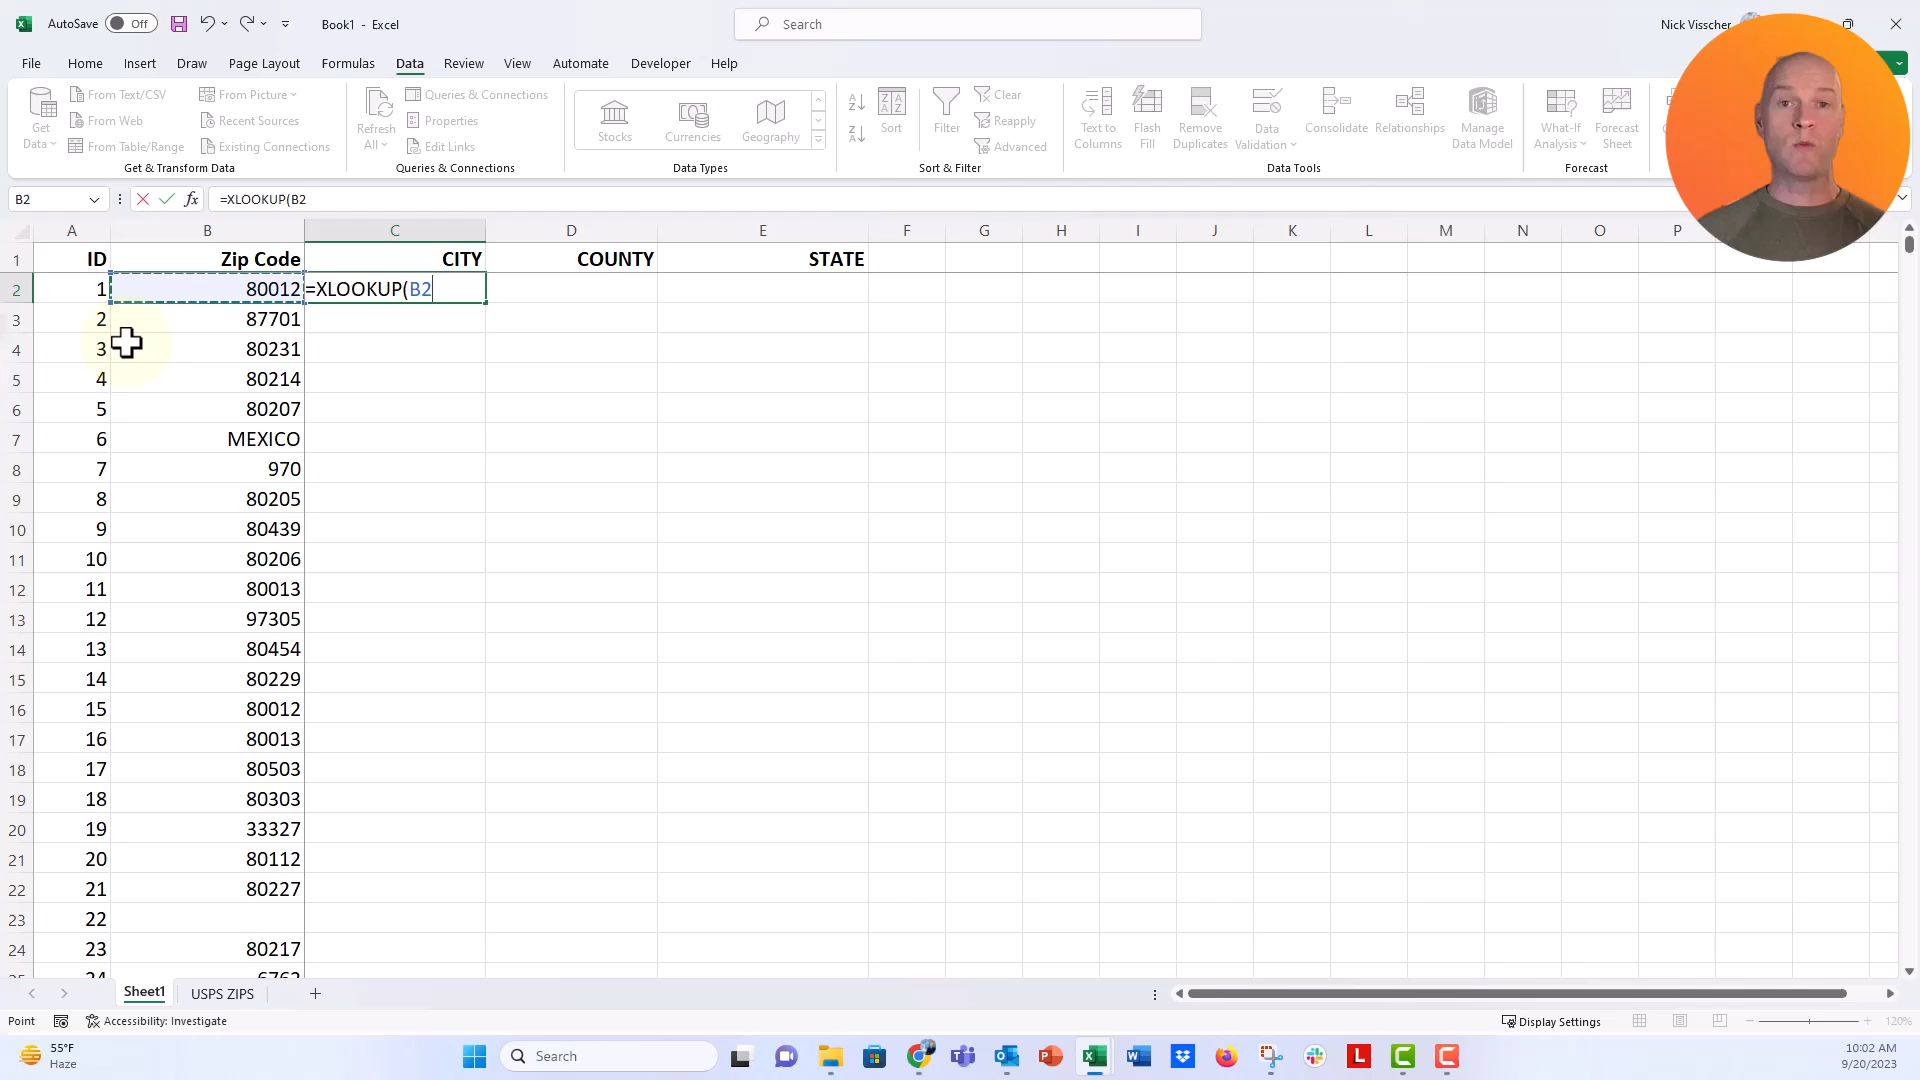 AutoSave Off Book1 - Excel Search Nick Visscher
File Home Insert Draw Page Layout Formulas Data Review View Automate Developer Help
Get Data
From Text/CSV
From Web
From Table/Range
From Picture
Recent Sources
Existing Connections
Get & Transform Data
Refresh All
Queries & Connections
Properties
Edit Links
Queries & Connections
Stocks Currencies Geography
Data Types
Sort
Filter
Clear
Reapply
Advanced
Sort & Filter
Text to Columns
Flash Fill
Remove Duplicates
Data Validation
Consolidate
Relationships
Manage Data Model
Data Tools
What-If Analysis
Forecast Sheet
Forecast
B2 fx =XLOOKUP(B2
A B C D E F G H I J K L M N O P
1 ID Zip Code CITY COUNTY STATE
2 1 80012 =XLOOKUP(B2
3 2 87701
4 3 80231
5 4 80214
6 5 80207
7 6 MEXICO
8 7 970
9 8 80205
10 9 80439
11 10 80206
12 11 80013
13 12 97305
14 13 80454
15 14 80229
16 15 80012
17 16 80013
18 17 80503
19 18 80303
20 19 33327
21 20 80112
22 21 80227
23 22
24 23 80217
25 24 6762
Sheet1 USPS ZIPS
Point Accessibility: Investigate Display Settings 120%
55°F
Haze
Search
10:02 AM
9/20/2023